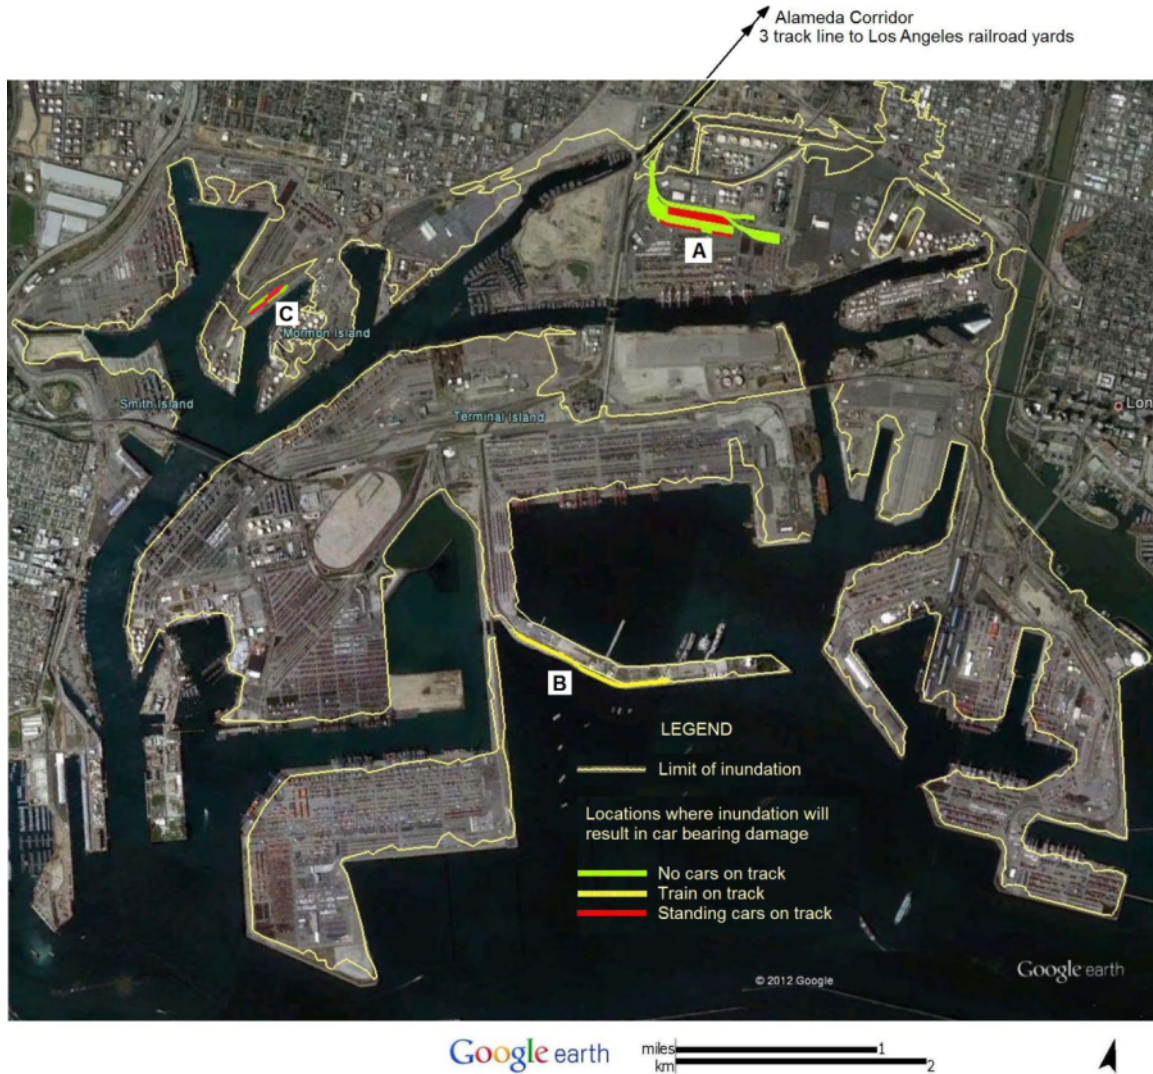 Alameda Corridor
3 track line to Los Angeles railroad yards
A
C
Mormon Island
Smith Island
Terminal Island
Lon
B
LEGEND
Limit of inundation
Locations where inundation will
result in car bearing damage
No cars on track
Train on track
Standing cars on track
© 2012 Google
Google earth
Google earth
miles 1
km 2